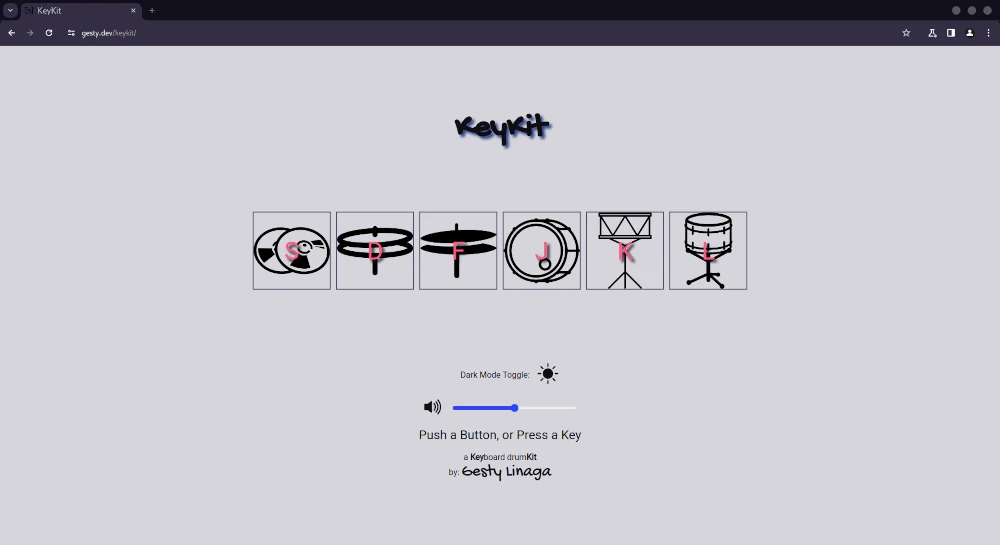 KeyKit
gesty.dev/keykit/
KeyKit
S D F J K L
Dark Mode Toggle:
Push a Button, or Press a Key
a Keyboard drumKit
by: Gesty Linaga